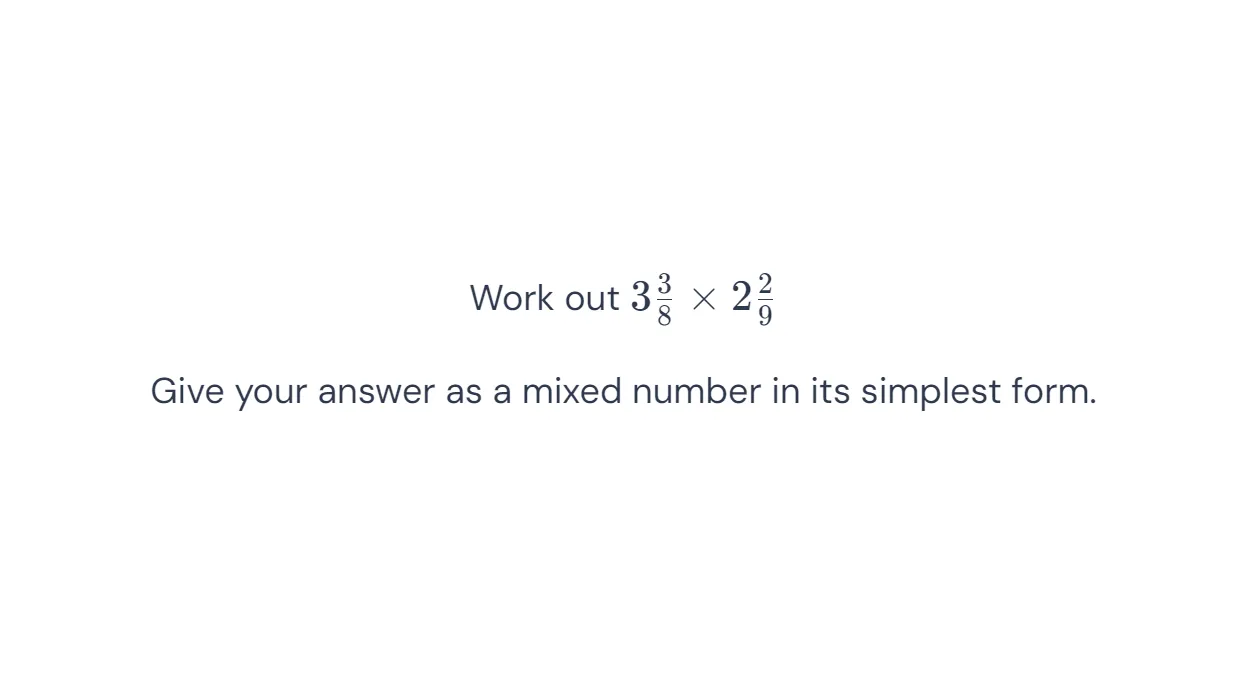 Work out $3\frac{3}{8} \times 2\frac{2}{9}$
Give your answer as a mixed number in its simplest form.